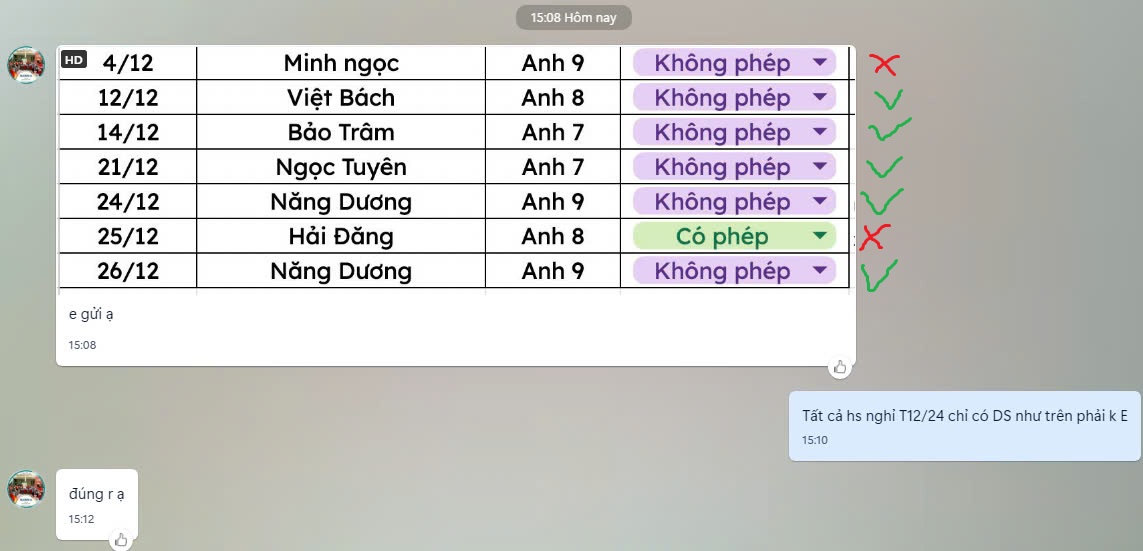 15:08 Hôm nay
HD 4/12 Minh ngọc Anh 9 Không phép
12/12 Việt Bách Anh 8 Không phép
14/12 Bảo Trâm Anh 7 Không phép
21/12 Ngọc Tuyên Anh 7 Không phép
24/12 Năng Dương Anh 9 Không phép
25/12 Hải Đăng Anh 8 Có phép
26/12 Năng Dương Anh 9 Không phép
e gửi ạ
15:08
Tất cả hs nghỉ T12/24 chỉ có DS như trên phải k E
15:10
đúng r ạ
15:12